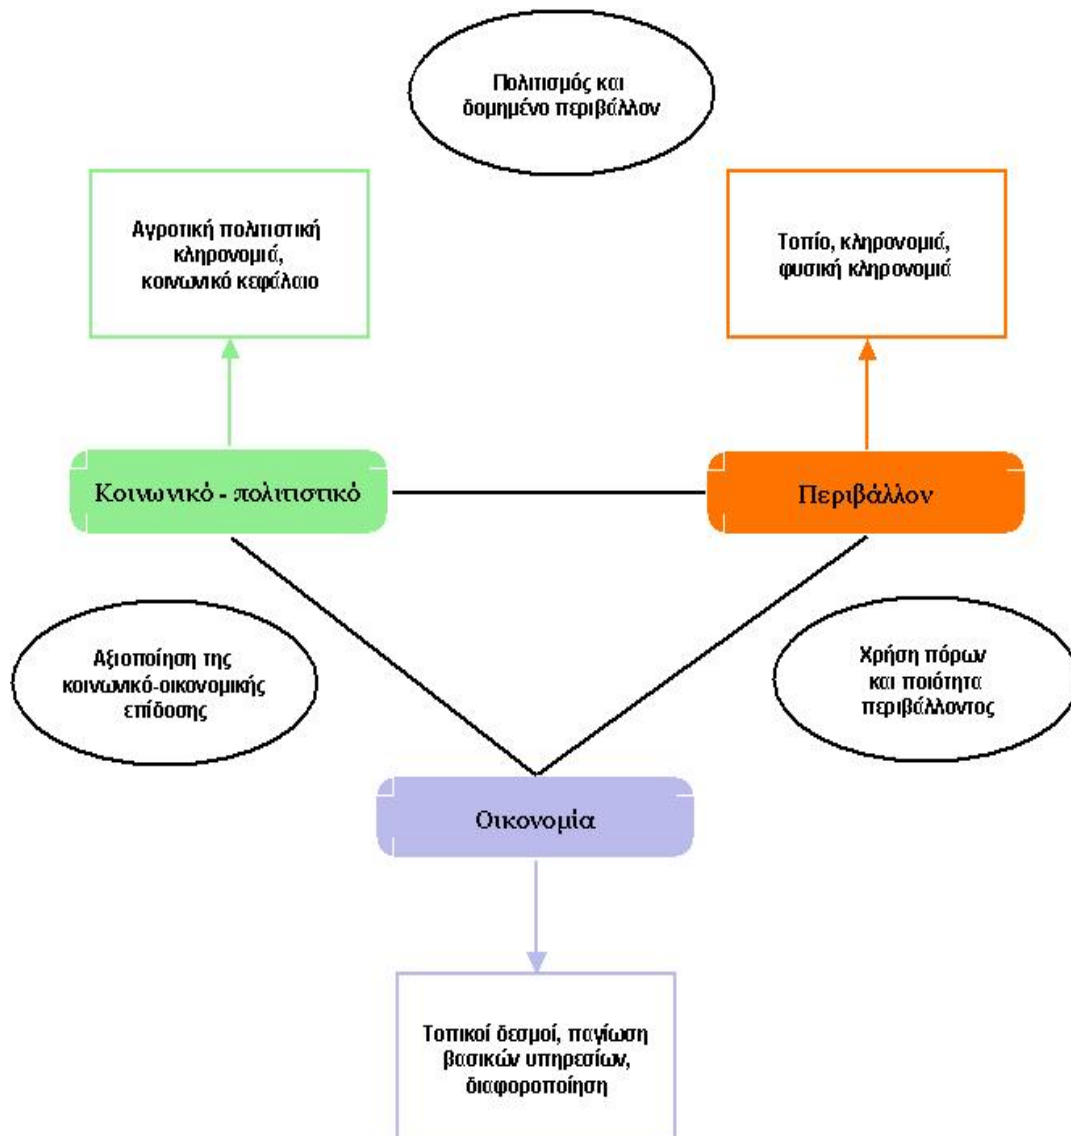 Πολιτισμός και
δομημένο περιβάλλον
Αγροτική πολιτιστική
κληρονομιά,
κοινωνικό κεφάλαιο
Τοπίο, κληρονομιά,
φυσική κληρονομιά
Κοινωνικό - πολιτιστικό
Περιβάλλον
Αξιοποίηση της
κοινωνικό-οικονομικής
επίδοσης
Χρήση πόρων
και ποιότητα
περιβάλλοντος
Οικονομία
Τοπικοί δεσμοί, παγίωση
βασικών υπηρεσίων,
διαφοροποίηση